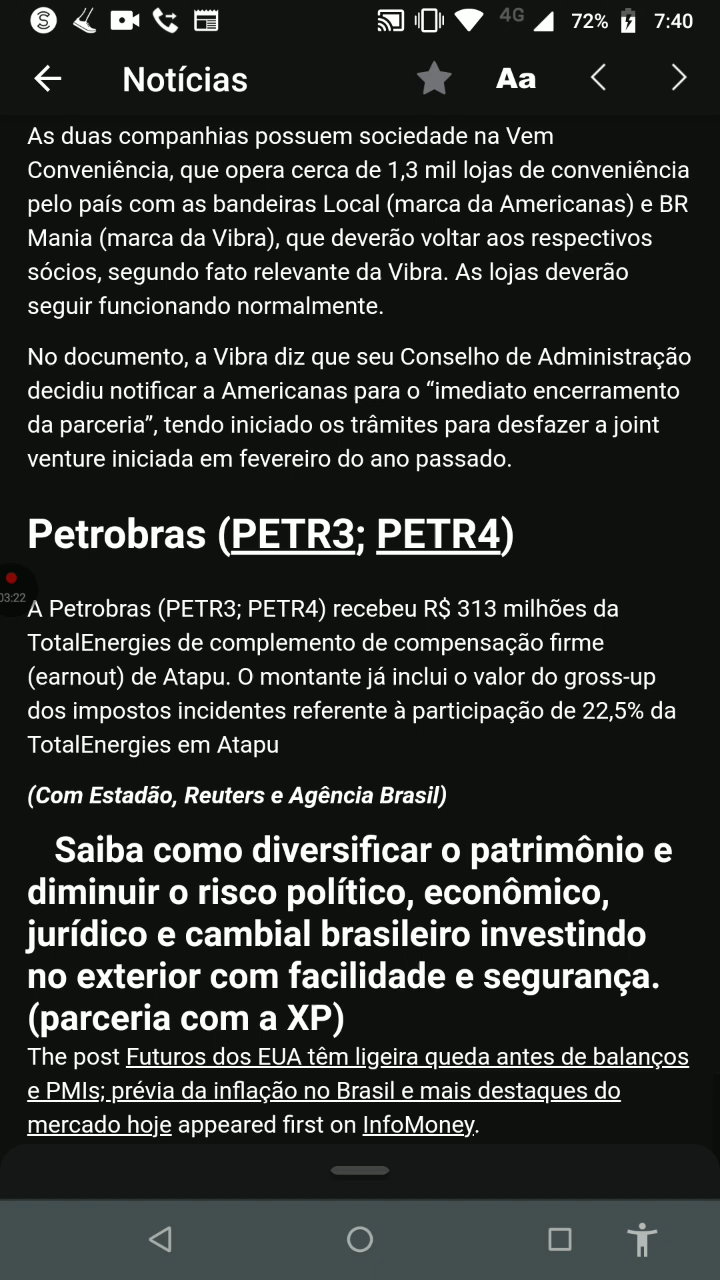 4G 72% 7:40
Notícias Aa
As duas companhias possuem sociedade na Vem
Conveniência, que opera cerca de 1,3 mil lojas de conveniência
pelo país com as bandeiras Local (marca da Americanas) e BR
Mania (marca da Vibra), que deverão voltar aos respectivos
sócios, segundo fato relevante da Vibra. As lojas deverão
seguir funcionando normalmente.
No documento, a Vibra diz que seu Conselho de Administração
decidiu notificar a Americanas para o “imediato encerramento
da parceria”, tendo iniciado os trâmites para desfazer a joint
venture iniciada em fevereiro do ano passado.
Petrobras (PETR3; PETR4)
03:22
A Petrobras (PETR3; PETR4) recebeu R$ 313 milhões da
TotalEnergies de complemento de compensação firme
(earnout) de Atapu. O montante já inclui o valor do gross-up
dos impostos incidentes referente à participação de 22,5% da
TotalEnergies em Atapu
(Com Estadão, Reuters e Agência Brasil)
Saiba como diversificar o patrimônio e
diminuir o risco político, econômico,
jurídico e cambial brasileiro investindo
no exterior com facilidade e segurança.
(parceria com a XP)
The post Futuros dos EUA têm ligeira queda antes de balanços
e PMIs; prévia da inflação no Brasil e mais destaques do
mercado hoje appeared first on InfoMoney.